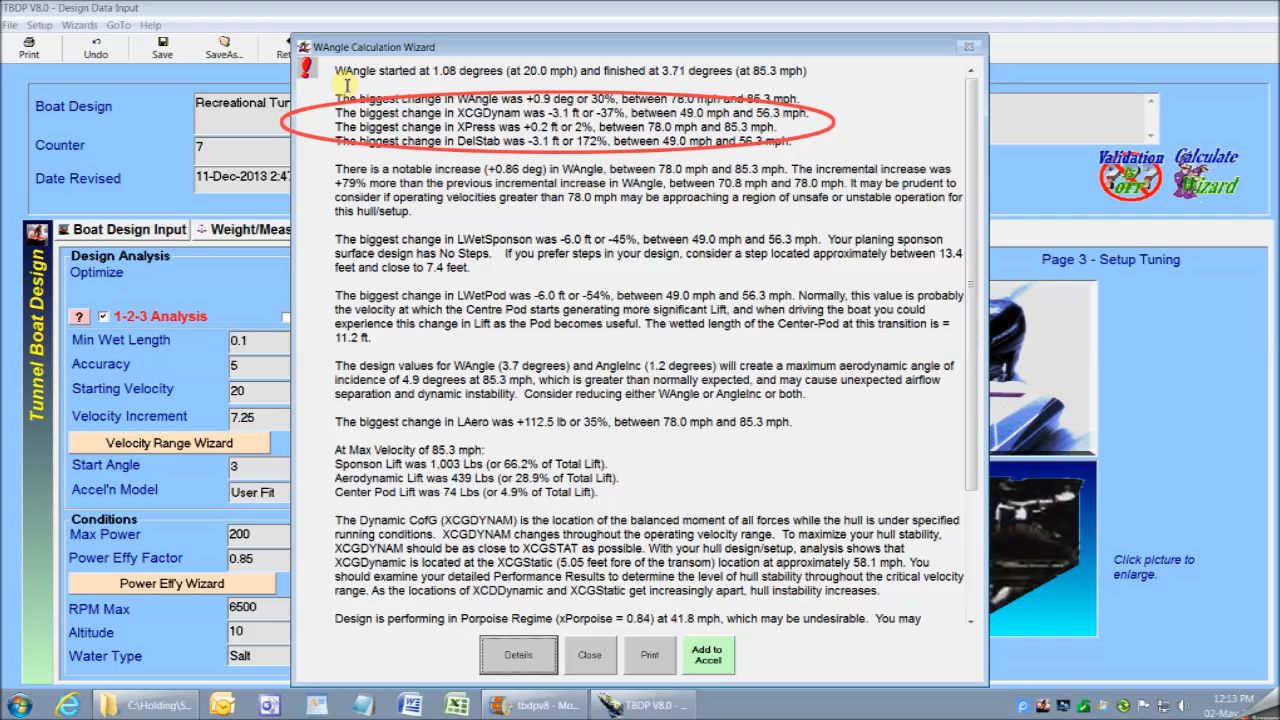 TBDP V8.0 - Design Data Input
File Setup Wizards GoTo Help
Print Undo Save SaveAs...
WAngle Calculation Wizard
Boat Design Recreational Tun
Counter 7
Date Revised 11-Dec-2013 2:4
WAngle started at 1.08 degrees (at 20.0 mph) and finished at 3.71 degrees (at 85.3 mph)
The biggest change in WAngle was +0.9 deg or 30%, between 78.0 mph and 85.3 mph.
The biggest change in XCGDynam was -3.1 ft or -37%, between 49.0 mph and 56.3 mph.
The biggest change in XPress was +0.2 ft or 2%, between 78.0 mph and 85.3 mph.
The biggest change in DelStab was -3.1 ft or 172%, between 49.0 mph and 56.3 mph.
There is a notable increase (+0.86 deg) in WAngle, between 78.0 mph and 85.3 mph. The incremental increase was
+79% more than the previous incremental increase in WAngle, between 70.8 mph and 78.0 mph. It may be prudent to
consider if operating velocities greater than 78.0 mph may be approaching a region of unsafe or unstable operation for
this hull/setup.
The biggest change in LWetSponson was -6.0 ft or -45%, between 49.0 mph and 56.3 mph. Your planing sponson
surface design has No Steps. If you prefer steps in your design, consider a step located approximately between 13.4
feet and close to 7.4 feet.
The biggest change in LWetPod was -6.0 ft or -54%, between 49.0 mph and 56.3 mph. Normally, this value is probably
the velocity at which the Centre Pod starts generating more significant Lift, and when driving the boat you could
experience this change in Lift as the Pod becomes useful. The wetted length of the Center-Pod at this transition is =
11.2 ft.
The design values for WAngle (3.7 degrees) and AngleInc (1.2 degrees) will create a maximum aerodynamic angle of
incidence of 4.9 degrees at 85.3 mph, which is greater than normally expected, and may cause unexpected airflow
separation and dynamic instability. Consider reducing either WAngle or AngleInc or both.
The biggest change in LAero was +112.5 lb or 35%, between 78.0 mph and 85.3 mph.
At Max Velocity of 85.3 mph:
Sponson Lift was 1,003 Lbs (or 66.2% of Total Lift).
Aerodynamic Lift was 439 Lbs (or 28.9% of Total Lift).
Center Pod Lift was 74 Lbs (or 4.9% of Total Lift).
The Dynamic CofG (XCGDYNAM) is the location of the balanced moment of all forces while the hull is under specified
running conditions. XCGDYNAM changes throughout the operating velocity range. To maximize your hull stability,
XCGDYNAM should be as close to XCGSTAT as possible. With your hull design/setup, analysis shows that
XCGDynamic is located at the XCGStatic (5.05 feet fore of the transom) location at approximately 58.1 mph. You
should examine your detailed Performance Results to determine the level of hull stability throughout the critical velocity
range. As the locations of XCDDynamic and XCGStatic get increasingly apart, hull instability increases.
Design is performing in Porpoise Regime (xPorpoise = 0.84) at 41.8 mph, which may be undesirable. You may
Details Close Print Add to Accel
Validation is OFF Calculate Wizard
Tunnel Boat Design
Boat Design Input Weight/Meas
Design Analysis
Optimize
? 1-2-3 Analysis
Min Wet Length 0.1
Accuracy 5
Starting Velocity 20
Velocity Increment 7.25
Velocity Range Wizard
Start Angle 3
Accel'n Model User Fit
Conditions
Max Power 200
Power Effy Factor 0.85
Power Effy Wizard
RPM Max 6500
Altitude 10
Water Type Salt
Page 3 - Setup Tuning
Click picture to
enlarge.
C:\Holding\S... tbdpv8 - Mo... TBDP V8.0 -...
12:13 PM